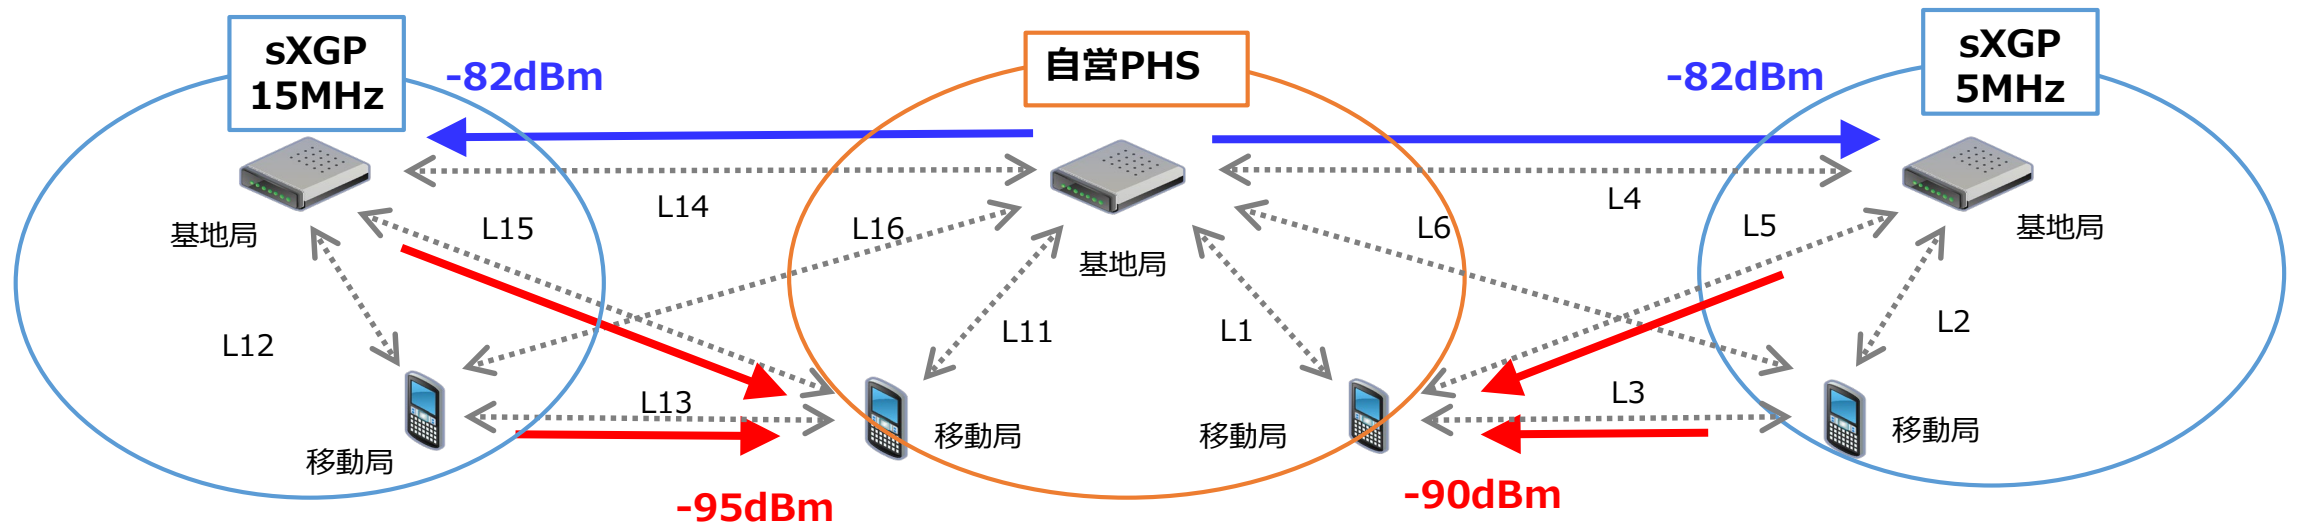 sXGP
15MHz
-82dBm
自営PHS
-82dBm
sXGP
5MHz
基地局
L15
L14
L16
基地局
L6
L4
L5
基地局
L12
L11
L1
L2
L13
L3
移動局
移動局
移動局
移動局
-95dBm
-90dBm